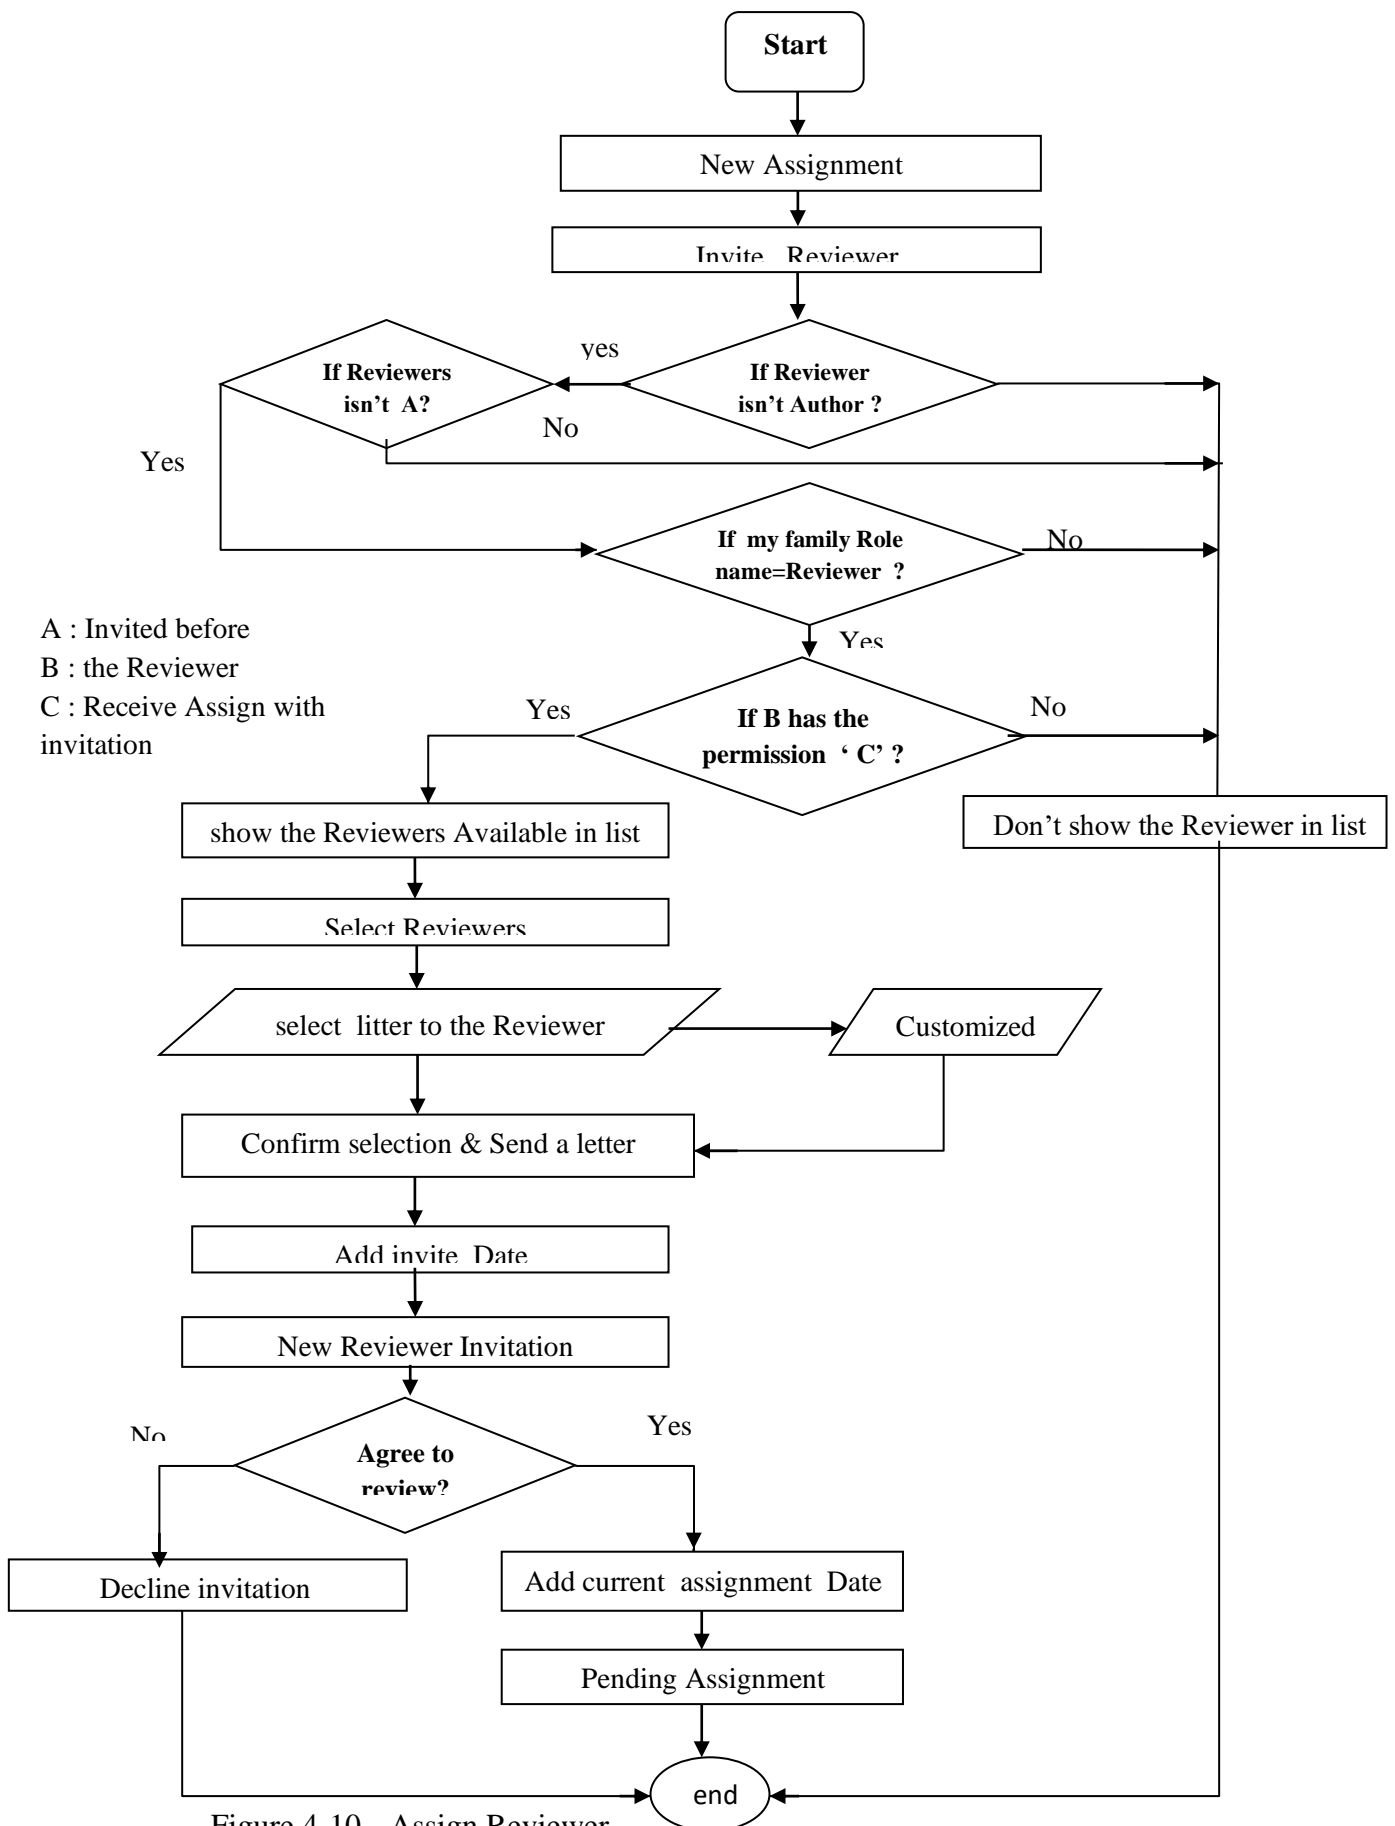 Start
New Assignment
Invite Reviewer
yes
If Reviewers
isn't A?
If Reviewer
isn't Author ?
No
Yes
If my family Role
name=Reviewer ?
No
A : Invited before
B : the Reviewer
C : Receive Assign with
invitation
Yes
Yes
If B has the
permission ‘ C’ ?
No
show the Reviewers Available in list
Don’t show the Reviewer in list
Select Reviewers
select litter to the Reviewer
Customized
Confirm selection & Send a letter
Add invite Date
New Reviewer Invitation
No
Yes
Agree to
review?
Decline invitation
Add current assignment Date
Pending Assignment
end
Figure 4-10 Assign Reviewer